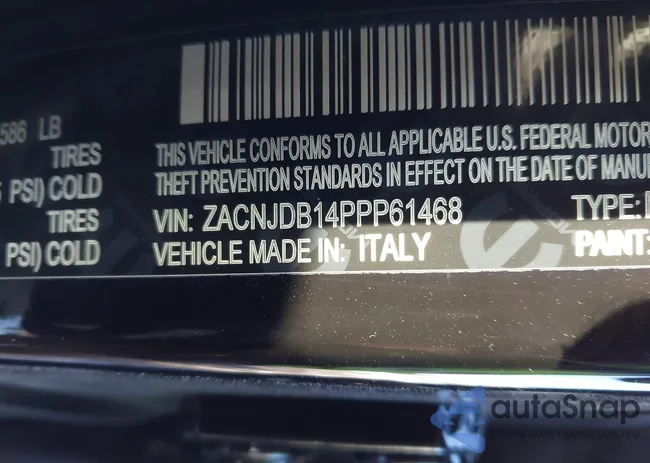 586 LB
TIRES
PSI) COLD
TIRES
PSI) COLD
THIS VEHICLE CONFORMS TO ALL APPLICABLE U.S. FEDERAL MOTOR
THEFT PREVENTION STANDARDS IN EFFECT ON THE DATE OF MANU
VIN: ZACNJDB14PPP61468
TYPE:
VEHICLE MADE IN: ITALY
PAINT:
autaSnap